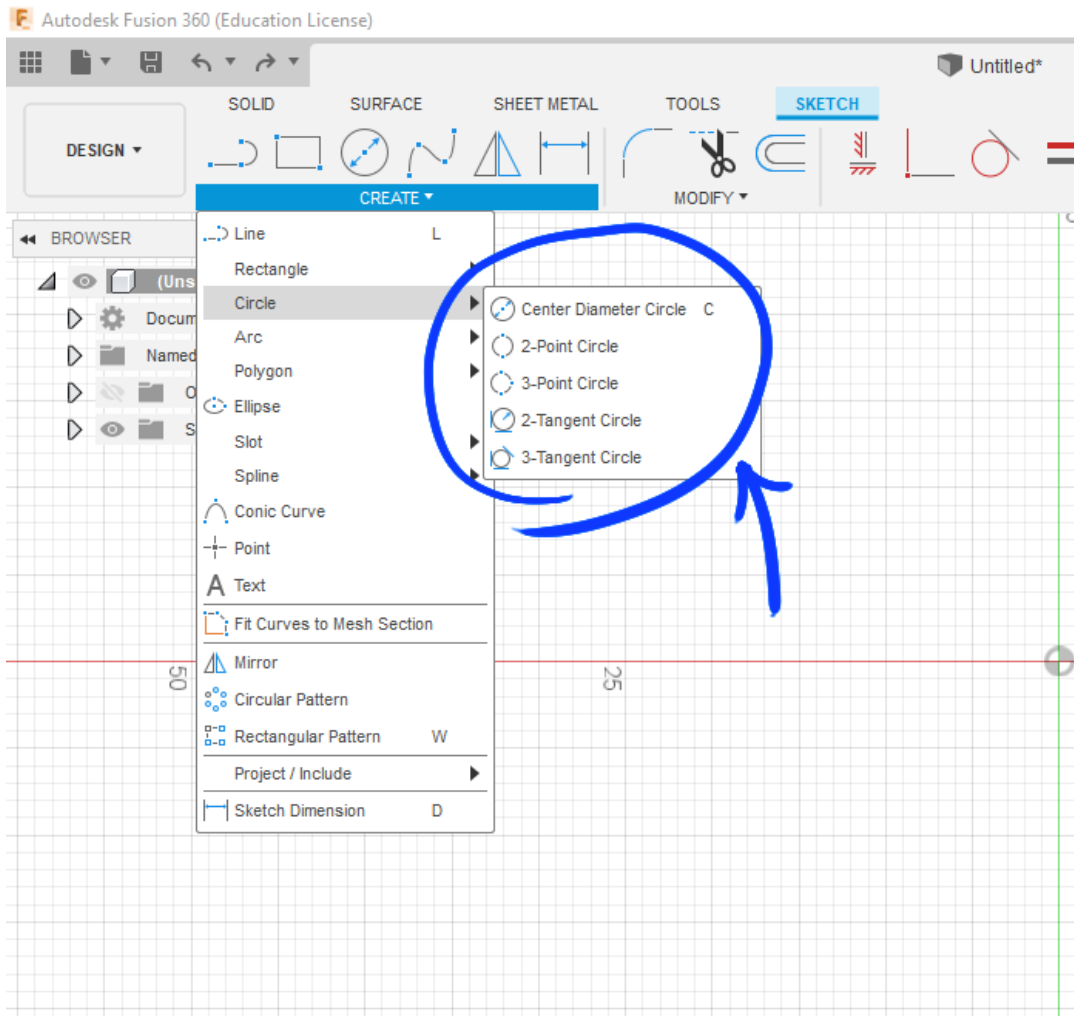 Autodesk Fusion 360 (Education License)
Untitled*
SOLID SURFACE SHEET METAL TOOLS SKETCH
DESIGN
CREATE MODIFY
BROWSER
(Uns
Docum
Named
O
S
Line L
Rectangle
Circle
Arc
Polygon
Ellipse
Slot
Spline
Conic Curve
Point
A Text
Fit Curves to Mesh Section
Mirror
Circular Pattern
Rectangular Pattern W
Project / Include
Sketch Dimension D
Center Diameter Circle C
2-Point Circle
3-Point Circle
2-Tangent Circle
3-Tangent Circle
50
25